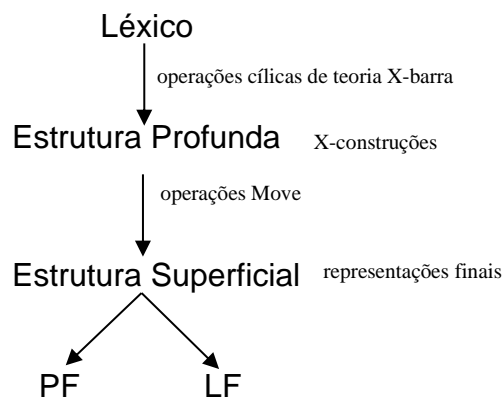 Léxico
operações cílicas de teoria X-barra
Estrutura Profunda X-construções
operações Move
Estrutura Superficial representações finais
PF LF